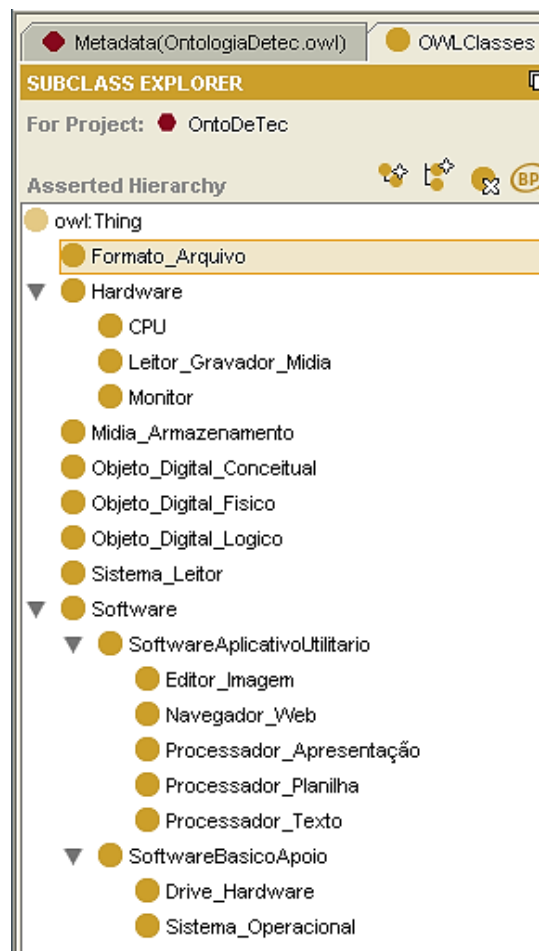 Metadata(OntologiaDetec.owl) OWLClasses
SUBCLASS EXPLORER
For Project: OntoDeTec
Asserted Hierarchy BP
owl:Thing
Formato_Arquivo
Hardware
CPU
Leitor_Gravador_Midia
Monitor
Midia_Armazenamento
Objeto_Digital_Conceitual
Objeto_Digital_Fisico
Objeto_Digital_Logico
Sistema_Leitor
Software
SoftwareAplicativoUtilitario
Editor_Imagem
Navegador_Web
Processador_Apresentação
Processador_Planilha
Processador_Texto
SoftwareBasicoApoio
Drive_Hardware
Sistema_Operacional